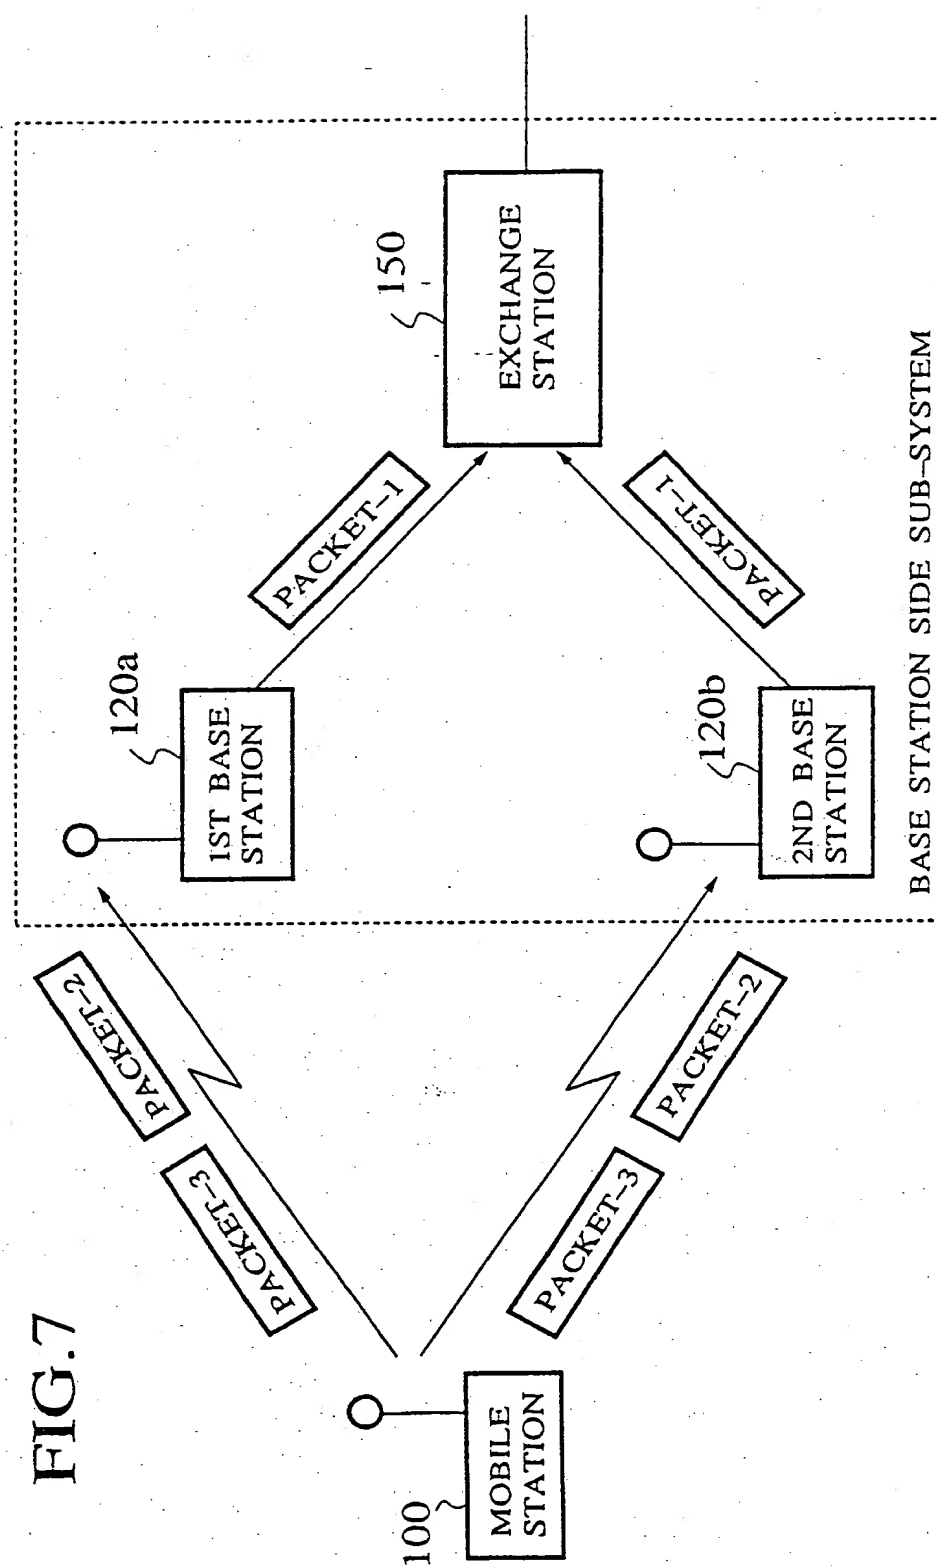 FIG.7
100
MOBILE
STATION
PACKET-3
PACKET-2
PACKET-3
PACKET-2
120a
1ST BASE
STATION
120b
2ND BASE
STATION
PACKET-1
PACKET-1
150
EXCHANGE
STATION
BASE STATION SIDE SUB-SYSTEM